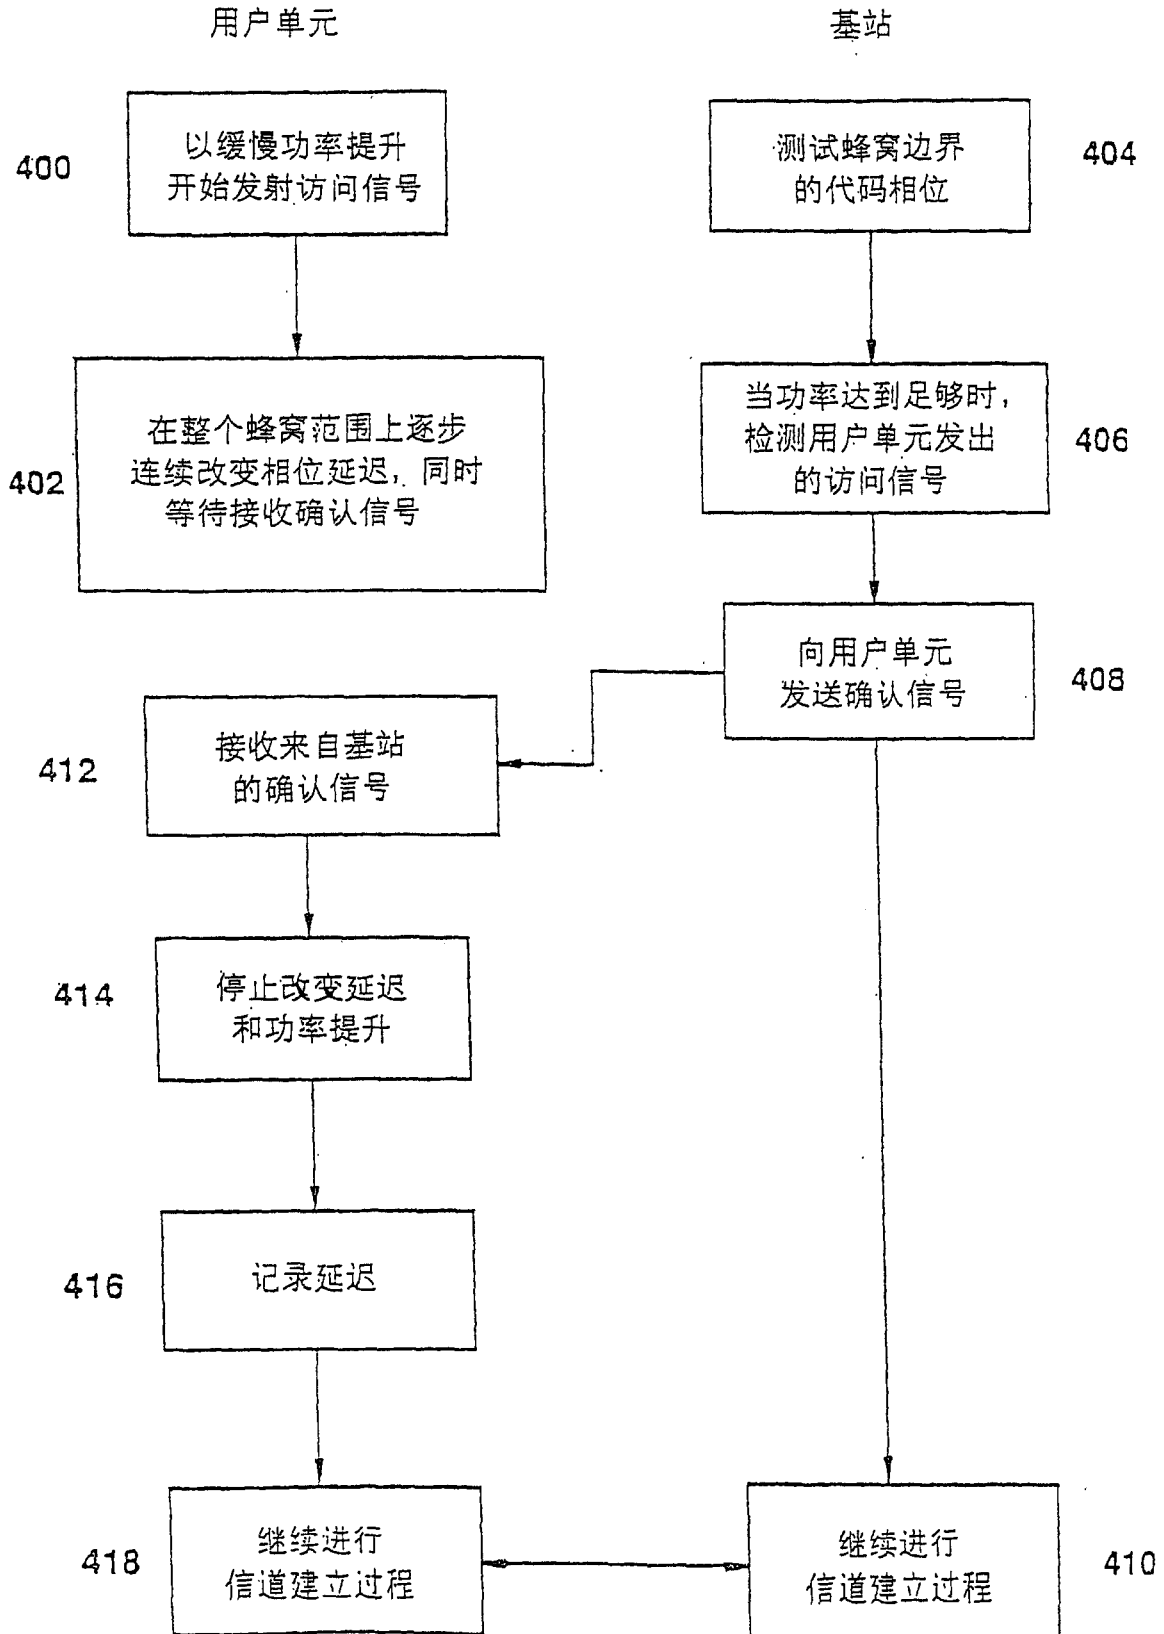 用户单元
基站
400
以缓慢功率提升
开始发射访问信号
测试蜂窝边界
的代码相位
404
402
在整个蜂窝范围上逐步
连续改变相位延迟，同时
等待接收确认信号
当功率达到足够时，
检测用户单元发出
的访问信号
406
向用户单元
发送确认信号
408
412
接收来自基站
的确认信号
414
停止改变延迟
和功率提升
416
记录延迟
418
继续进行
信道建立过程
继续进行
信道建立过程
410